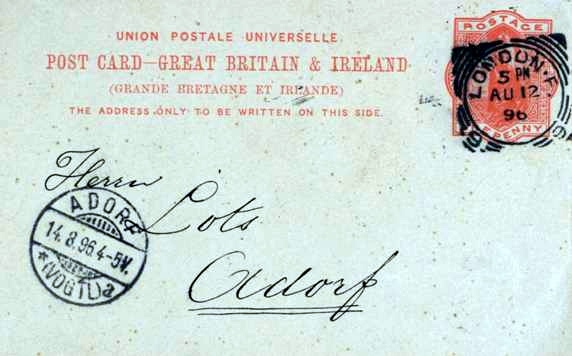 UNION POSTALE UNIVERSELLE
POST CARD—GREAT BRITAIN & IRELAND
(GRANDE BRETAGNE ET IRLANDE)
THE ADDRESS ONLY TO BE WRITTEN ON THIS SIDE.
POSTAGE
PENNY
LONDON·F
5 PM
AU 12
96
Herrn
Lots
Adorf
ADORF
14.8.96.4-5V.
*(VOGTL)a